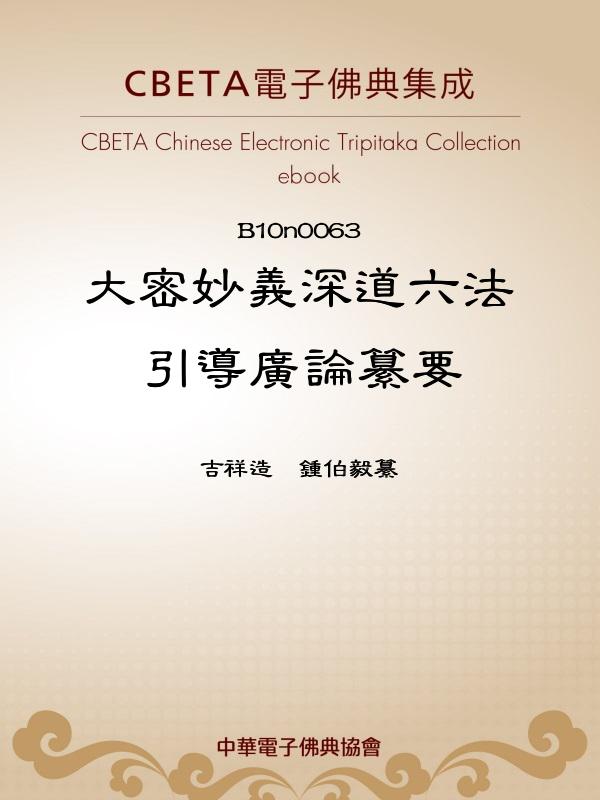 CBETA電子佛典集成
CBETA Chinese Electronic Tripitaka Collection
ebook
B10n0063
大密妙義深道六法
引導廣論纂要
吉祥造　鍾伯毅纂
中華電子佛典協會